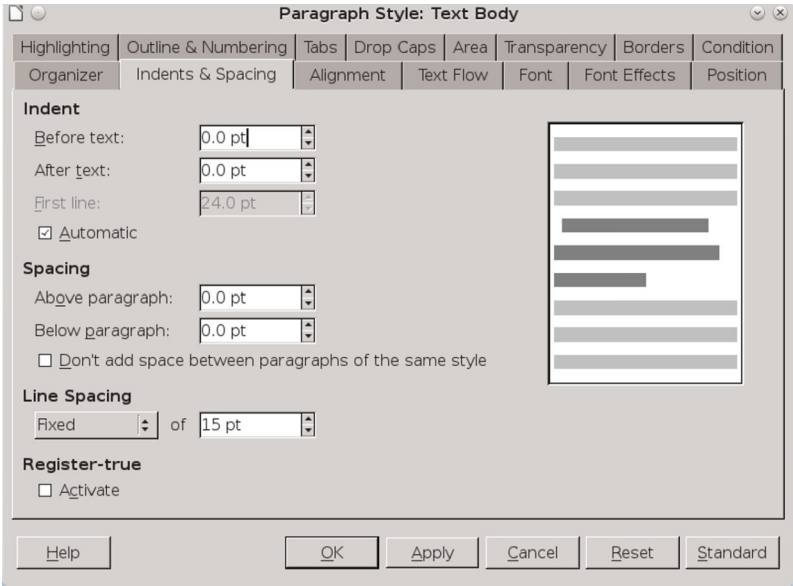 Paragraph Style: Text Body
Highlighting Outline & Numbering Tabs Drop Caps Area Transparency Borders Condition
Organizer Indents & Spacing Alignment Text Flow Font Font Effects Position
Indent
Before text: 0.0 pt
After text: 0.0 pt
First line: 24.0 pt
Automatic
Spacing
Above paragraph: 0.0 pt
Below paragraph: 0.0 pt
Don't add space between paragraphs of the same style
Line Spacing
Fixed of 15 pt
Register-true
Activate
Help OK Apply Cancel Reset Standard